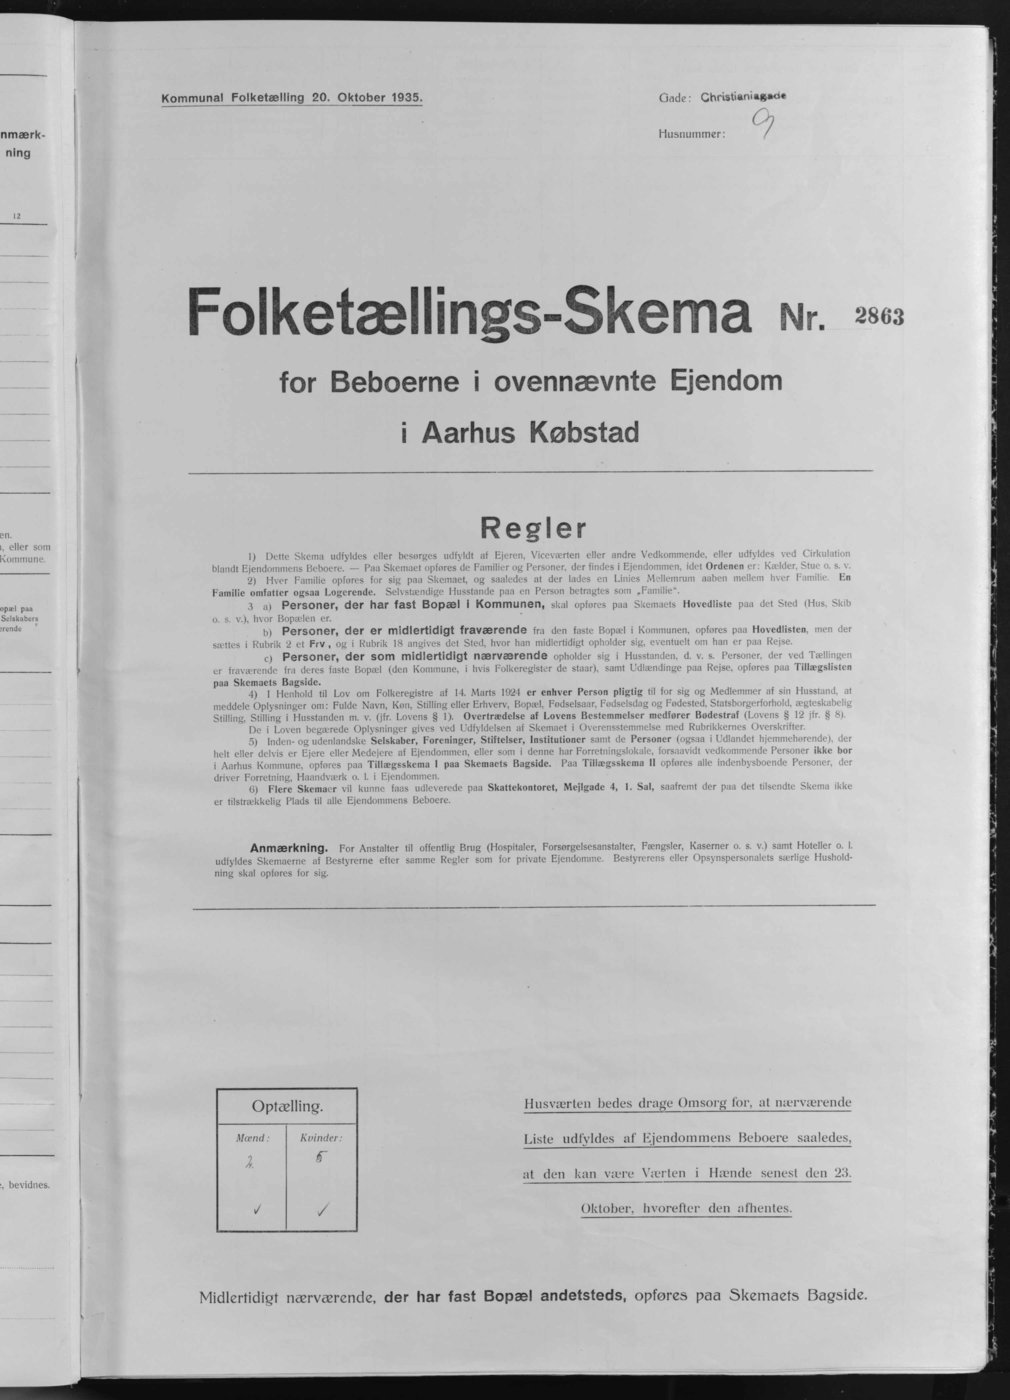 nmærk-
ning
12
en.
, eller som
Kommune.
opæl paa
Selskabers
erende
, bevidnes.
Kommunal Folketælling 20. Oktober 1935.
Gade: Christianiagade
Husnummer: 9
Folketællings-Skema Nr. 2863
for Beboerne i ovennævnte Ejendom
i Aarhus Købstad
Regler
1) Dette Skema udfyldes eller besørges udfyldt af Ejeren, Viceværten eller andre Vedkommende, eller udfyldes ved Cirkulation
blandt Ejendommens Beboere. — Paa Skemaet opføres de Familier og Personer, der findes i Ejendommen, idet Ordenen er: Kælder, Stue o. s. v.
2) Hver Familie opføres for sig paa Skemaet, og saaledes at der lades en Linies Mellemrum aaben mellem hver Familie. En
Familie omfatter ogsaa Logerende. Selvstændige Husstande paa en Person betragtes som „Familie“.
3 a) Personer, der har fast Bopæl i Kommunen, skal opføres paa Skemaets Hovedliste paa det Sted (Hus, Skib
o. s. v.), hvor Bopælen er.
b) Personer, der er midlertidigt fraværende fra den faste Bopæl i Kommunen, opføres paa Hovedlisten, men der
sættes i Rubrik 2 et Frv, og i Rubrik 18 angives det Sted, hvor han midlertidigt opholder sig, eventuelt om han er paa Rejse.
c) Personer, der som midlertidigt nærværende opholder sig i Husstanden, d. v. s. Personer, der ved Tællingen
er fraværende fra deres faste Bopæl (den Kommune, i hvis Folkeregister de staar), samt Udlændinge paa Rejse, opføres paa Tillægslisten
paa Skemaets Bagside.
4) I Henhold til Lov om Folkeregistre af 14. Marts 1924 er enhver Person pligtig til for sig og Medlemmer af sin Husstand, at
meddele Oplysninger om: Fulde Navn, Køn, Stilling eller Erhverv, Bopæl, Fødselsaar, Fødselsdag og Fødested, Statsborgerforhold, ægteskabelig
Stilling, Stilling i Husstanden m. v. (jfr. Lovens § 1). Overtrædelse af Lovens Bestemmelser medfører Bødestraf (Lovens § 12 jfr. § 8).
De i Loven begærede Oplysninger gives ved Udfyldelsen af Skemaet i Overensstemmelse med Rubrikkernes Overskrifter.
5) Inden- og udenlandske Selskaber, Foreninger, Stiftelser, Institutioner samt de Personer (ogsaa i Udlandet hjemmehørende), der
helt eller delvis er Ejere eller Medejere af Ejendommen, eller som i denne har Forretningslokale, forsaavidt vedkommende Personer ikke bor
i Aarhus Kommune, opføres paa Tillægsskema I paa Skemaets Bagside. Paa Tillægsskema II opføres alle indenbysboende Personer, der
driver Forretning, Haandværk o. l. i Ejendommen.
6) Flere Skemaer vil kunne faas udleverede paa Skattekontoret, Mejlgade 4, 1. Sal, saafremt der paa det tilsendte Skema ikke
er tilstrækkelig Plads til alle Ejendommens Beboere.
Anmærkning. For Anstalter til offentlig Brug (Hospitaler, Forsørgelsesanstalter, Fængsler, Kaserner o. s. v.) samt Hoteller o. l.
udfyldes Skemaerne af Bestyrerne efter samme Regler som for private Ejendomme. Bestyrerens eller Opsynspersonalets særlige Hushold-
ning skal opføres for sig.
Optælling.
Mænd: Kvinder:
2
Husværten bedes drage Omsorg for, at nærværende
Liste udfyldes af Ejendommens Beboere saaledes,
at den kan være Værten i Hænde senest den 23.
Oktober, hvorefter den afhentes.
Midlertidigt nærværende, der har fast Bopæl andetsteds, opføres paa Skemaets Bagside.